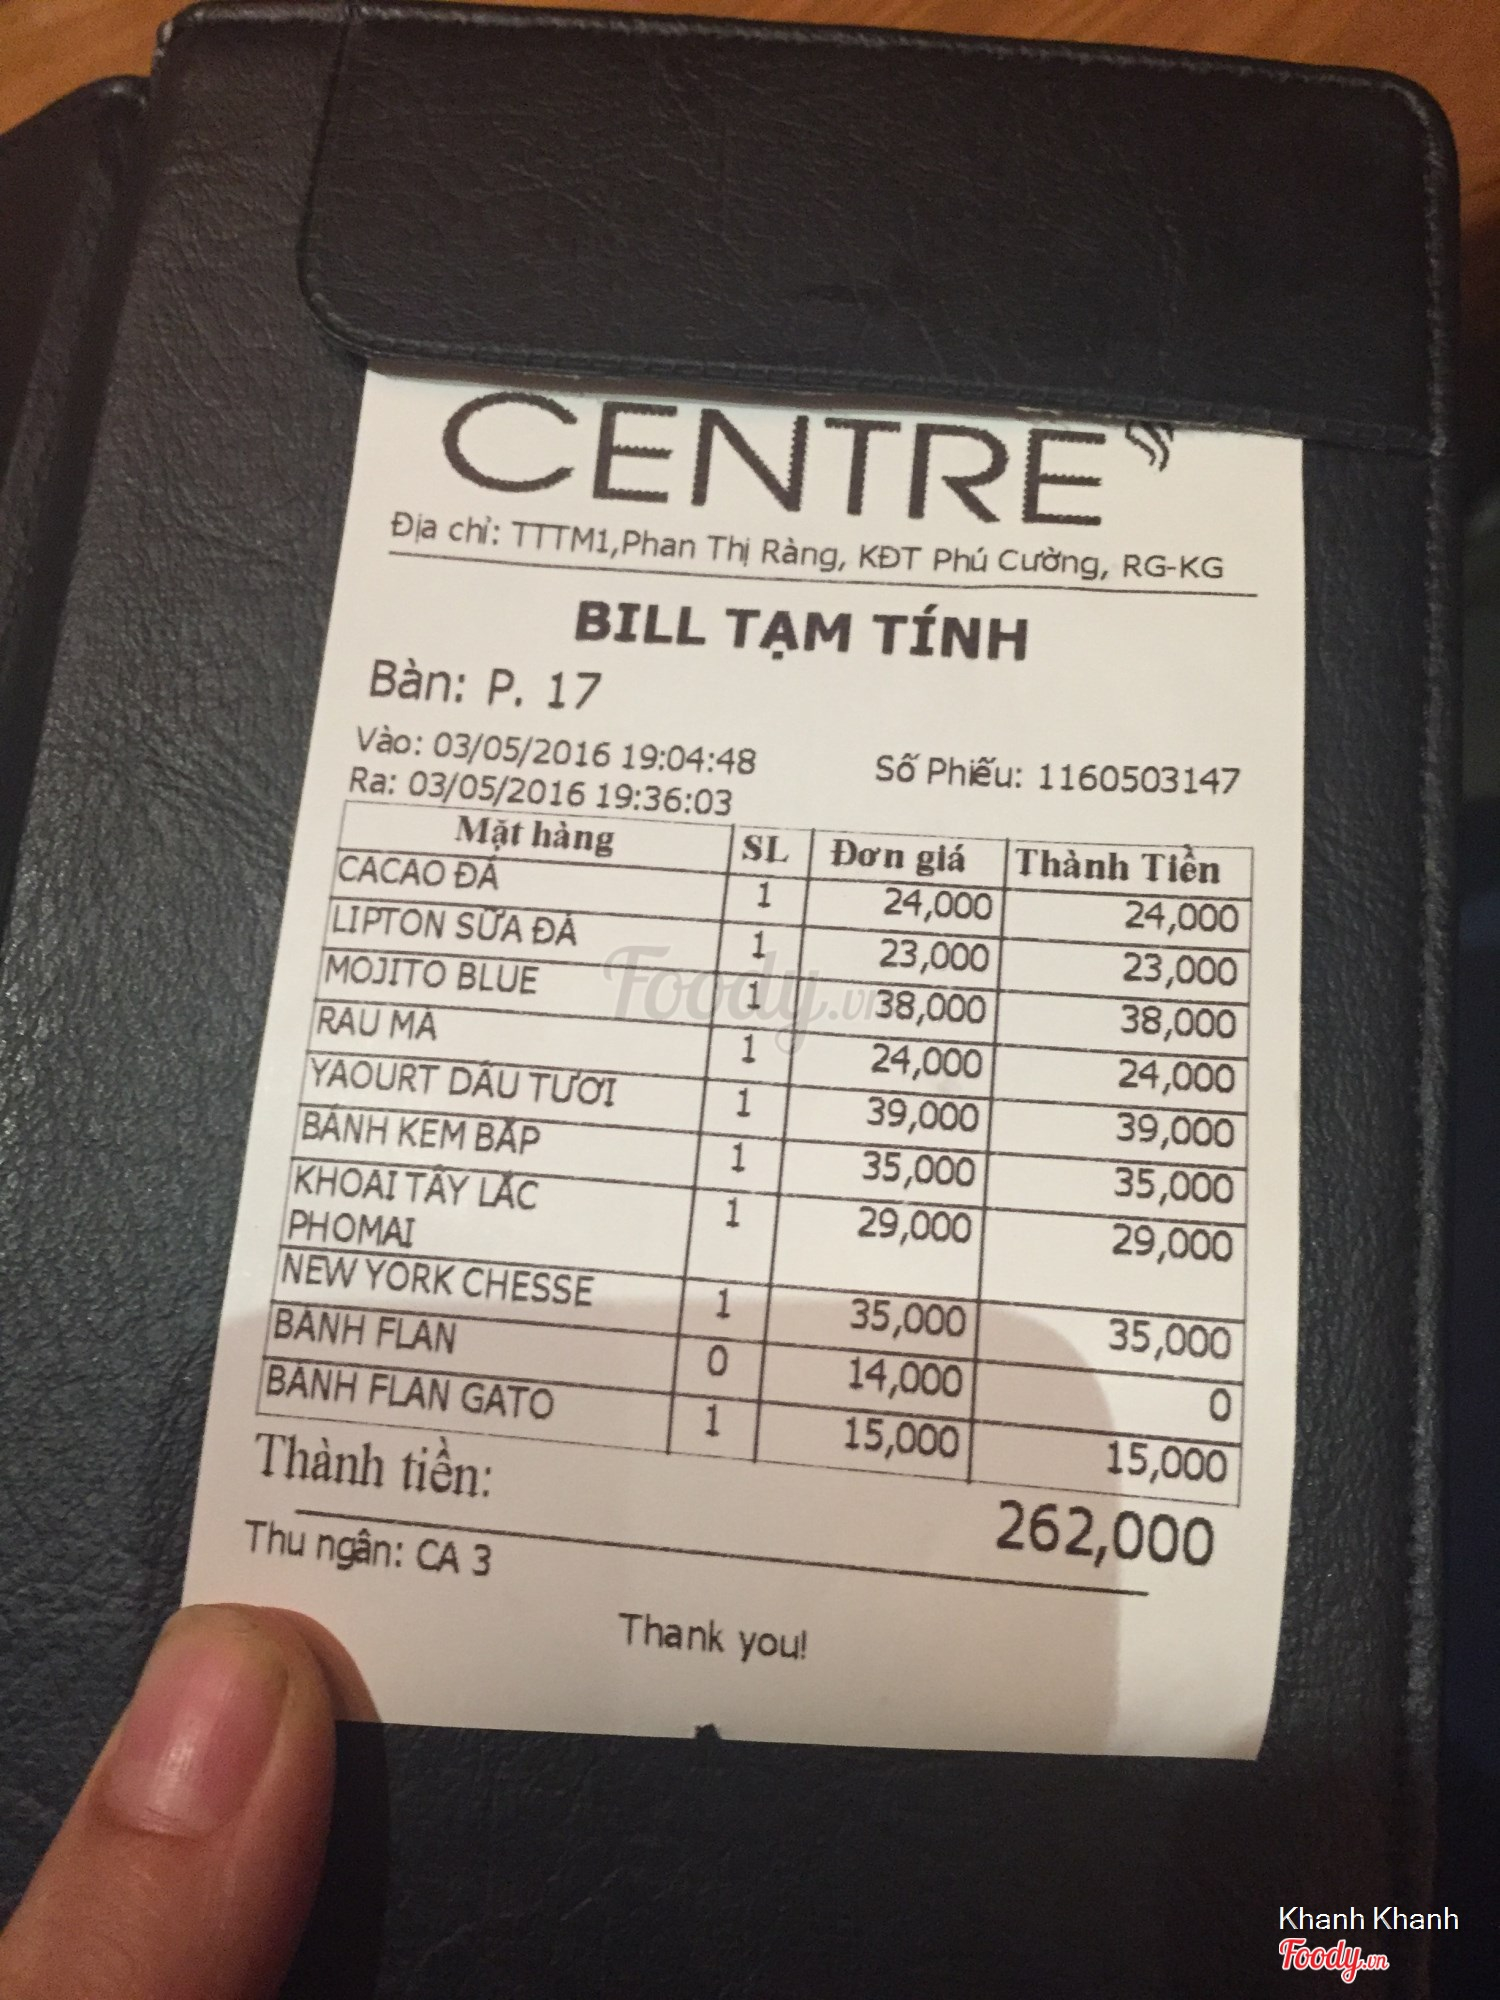 CENTRE
Địa chỉ: TTTM1,Phan Thị Ràng, KĐT Phú Cường, RG-KG
BILL TẠM TÍNH
Bàn: P. 17
Vào: 03/05/2016 19:04:48 Số Phiếu: 1160503147
Ra: 03/05/2016 19:36:03
Mặt hàng SL Đơn giá Thành Tiền
CACAO ĐÁ 1 24,000 24,000
LIPTON SỮA ĐÁ 1 23,000 23,000
MOJITO BLUE 1 38,000 38,000
RAU MÁ 1 24,000 24,000
YAOURT DÂU TƯƠI 1 39,000 39,000
BÁNH KEM BẮP 1 35,000 35,000
KHOAI TÂY LẮC 1 29,000 29,000
PHOMAI
NEW YORK CHESSE 1 35,000 35,000
BÁNH FLAN 0 14,000 0
BÁNH FLAN GATO 1 15,000 15,000
Thành tiền: 262,000
Thu ngân: CA 3
Thank you!
Foody.vn
Khanh Khanh
Foody.vn